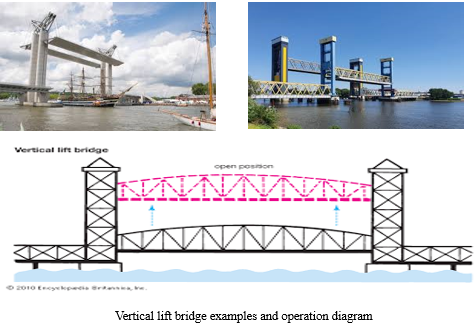 Vertical lift bridge
open position
© 2010 Encyclopædia Britannica, Inc.
Vertical lift bridge examples and operation diagram